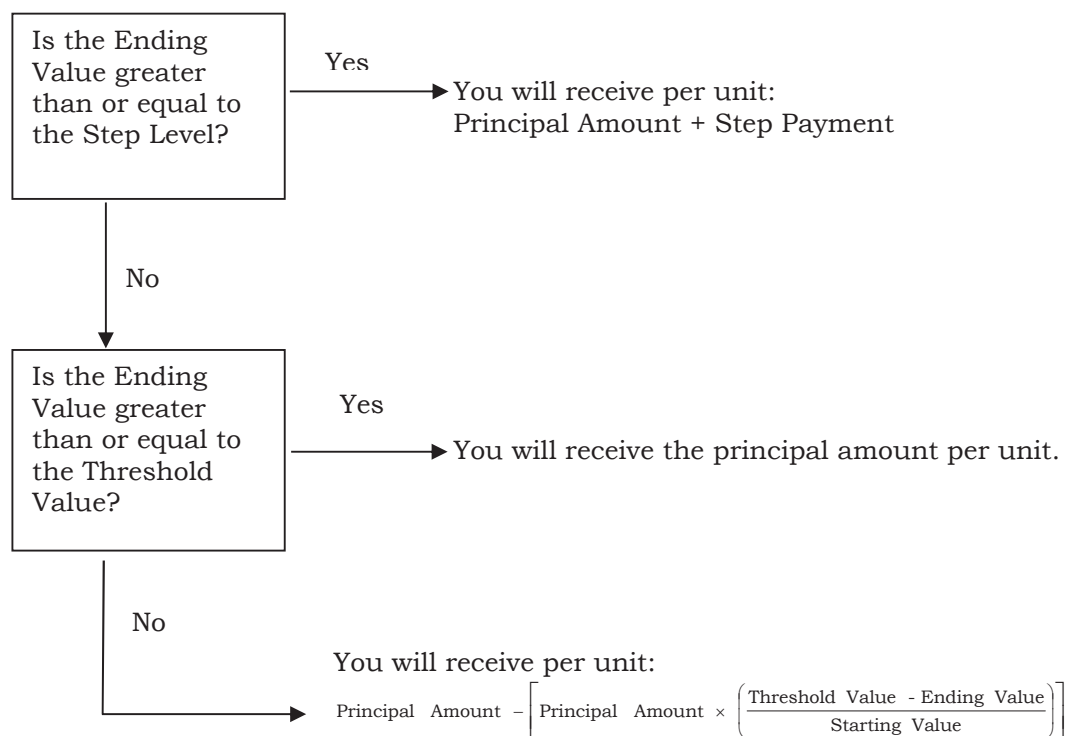 Is the Ending
Value greater
than or equal to
the Step Level?
Yes
You will receive per unit:
Principal Amount + Step Payment
No
Is the Ending
Value greater
than or equal to
the Threshold
Value?
Yes
You will receive the principal amount per unit.
No
You will receive per unit:
Principal Amount − [Principal Amount × (Threshold Value - Ending Value / Starting Value)]